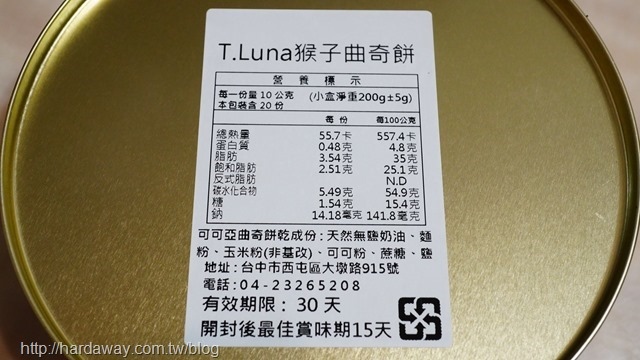 T.Luna猴子曲奇餅
營養標示
每一份量 10 公克 (小盒淨重200g±5g)
本包裝含 20 份
每 份 每100公克
總熱量 55.7卡 557.4卡
蛋白質 0.48克 4.8克
脂肪 3.54克 35克
飽和脂肪 2.51克 25.1克
反式脂肪 N.D
碳水化合物 5.49克 54.9克
糖 1.54克 15.4克
鈉 14.18毫克 141.8毫克
可可亞曲奇餅乾成份:天然無鹽奶油、麵
粉、玉米粉(非基改)、可可粉、蔗糖、鹽
地址:台中市西屯區大墩路915號
電話:04-23265208
有效期限: 30 天
開封後最佳賞味期15天
http://hardaway.com.tw/blog